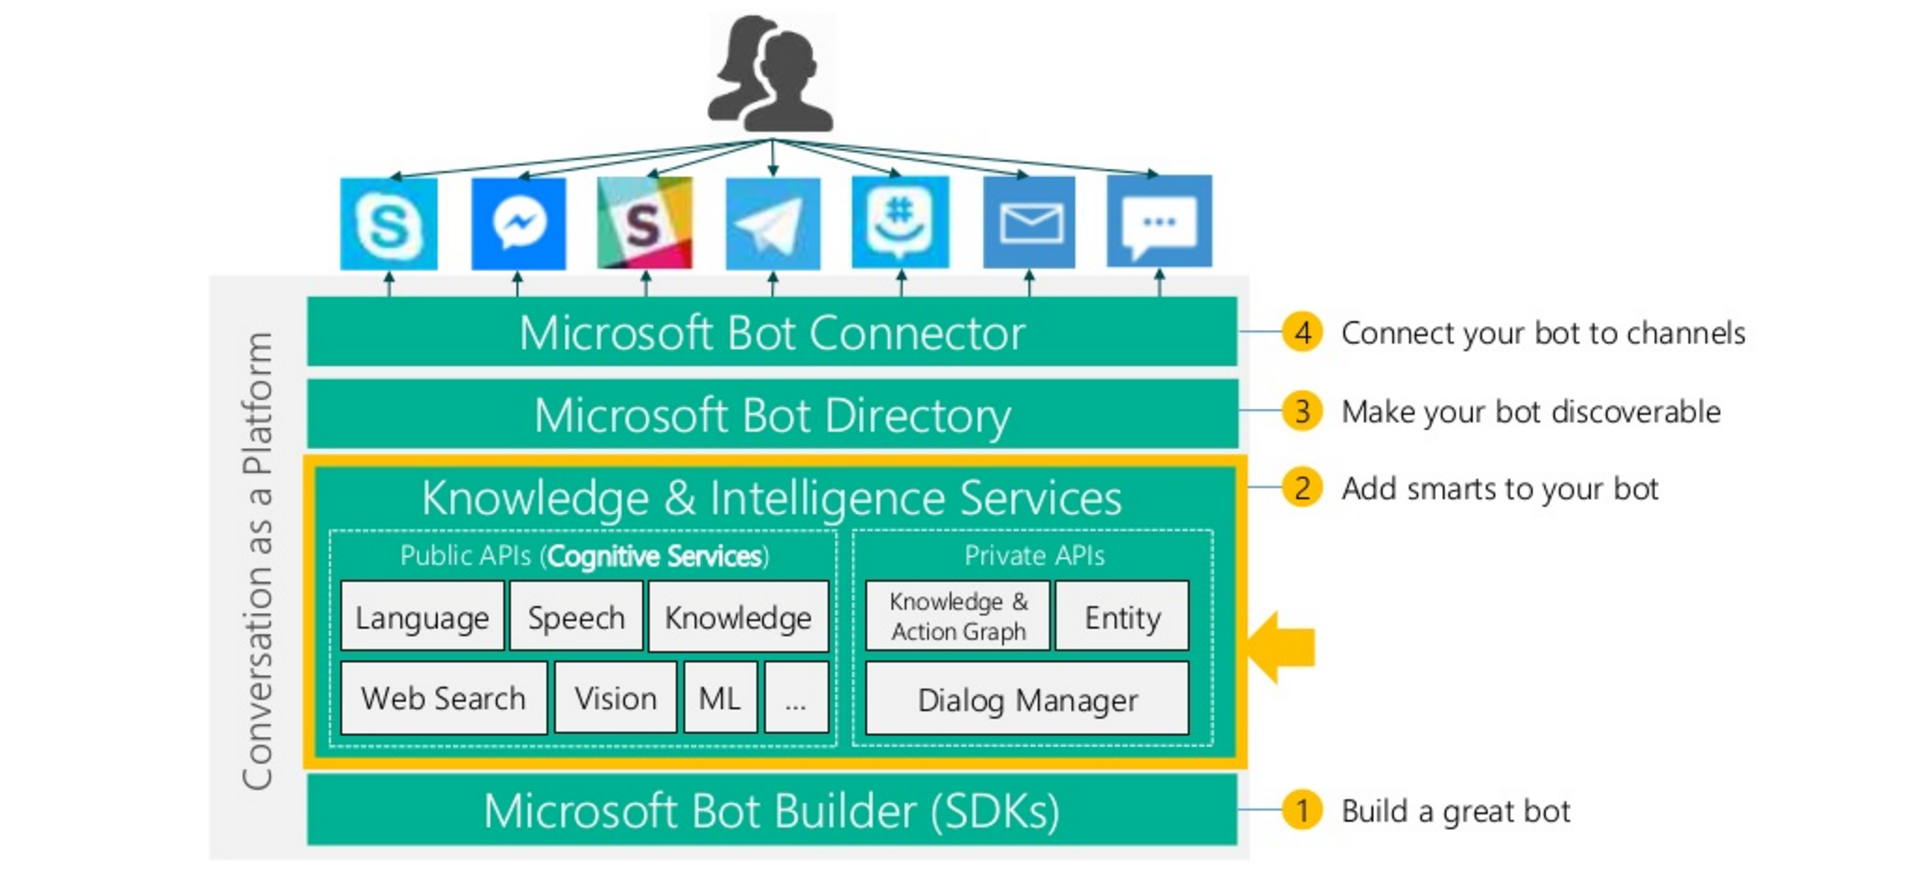 S
S
#
Conversation as a Platform
Microsoft Bot Connector
4 Connect your bot to channels
Microsoft Bot Directory
3 Make your bot discoverable
Knowledge & Intelligence Services
2 Add smarts to your bot
Public APIs (Cognitive Services)
Language Speech Knowledge
Web Search Vision ML ...
Private APIs
Knowledge &
Action Graph
Entity
Dialog Manager
Microsoft Bot Builder (SDKs)
1 Build a great bot